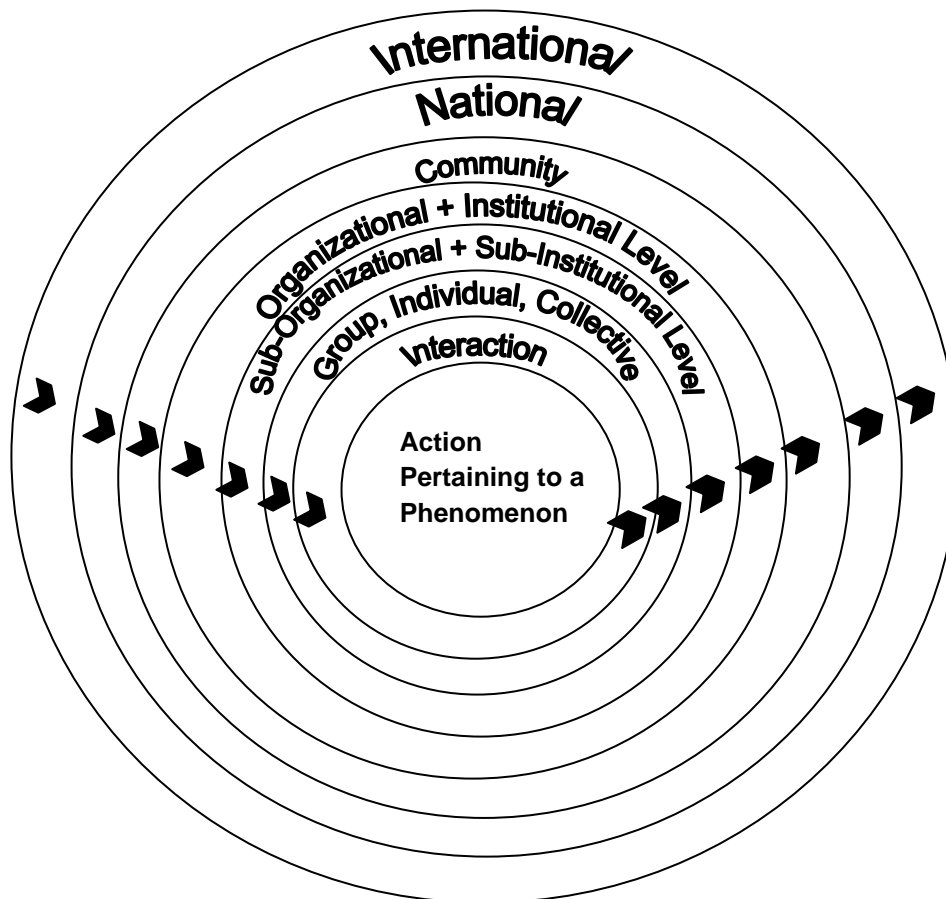 International
National
Community
Organizational + Institutional Level
Sub-Organizational + Sub-Institutional Level
Group, Individual, Collective
Interaction
Action
Pertaining to a
Phenomenon